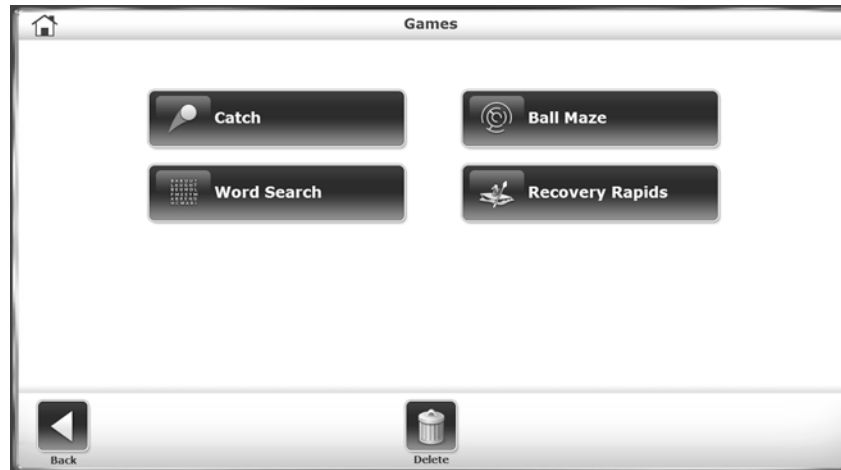 Games
Catch
Ball Maze
Word Search
Recovery Rapids
Back
Delete